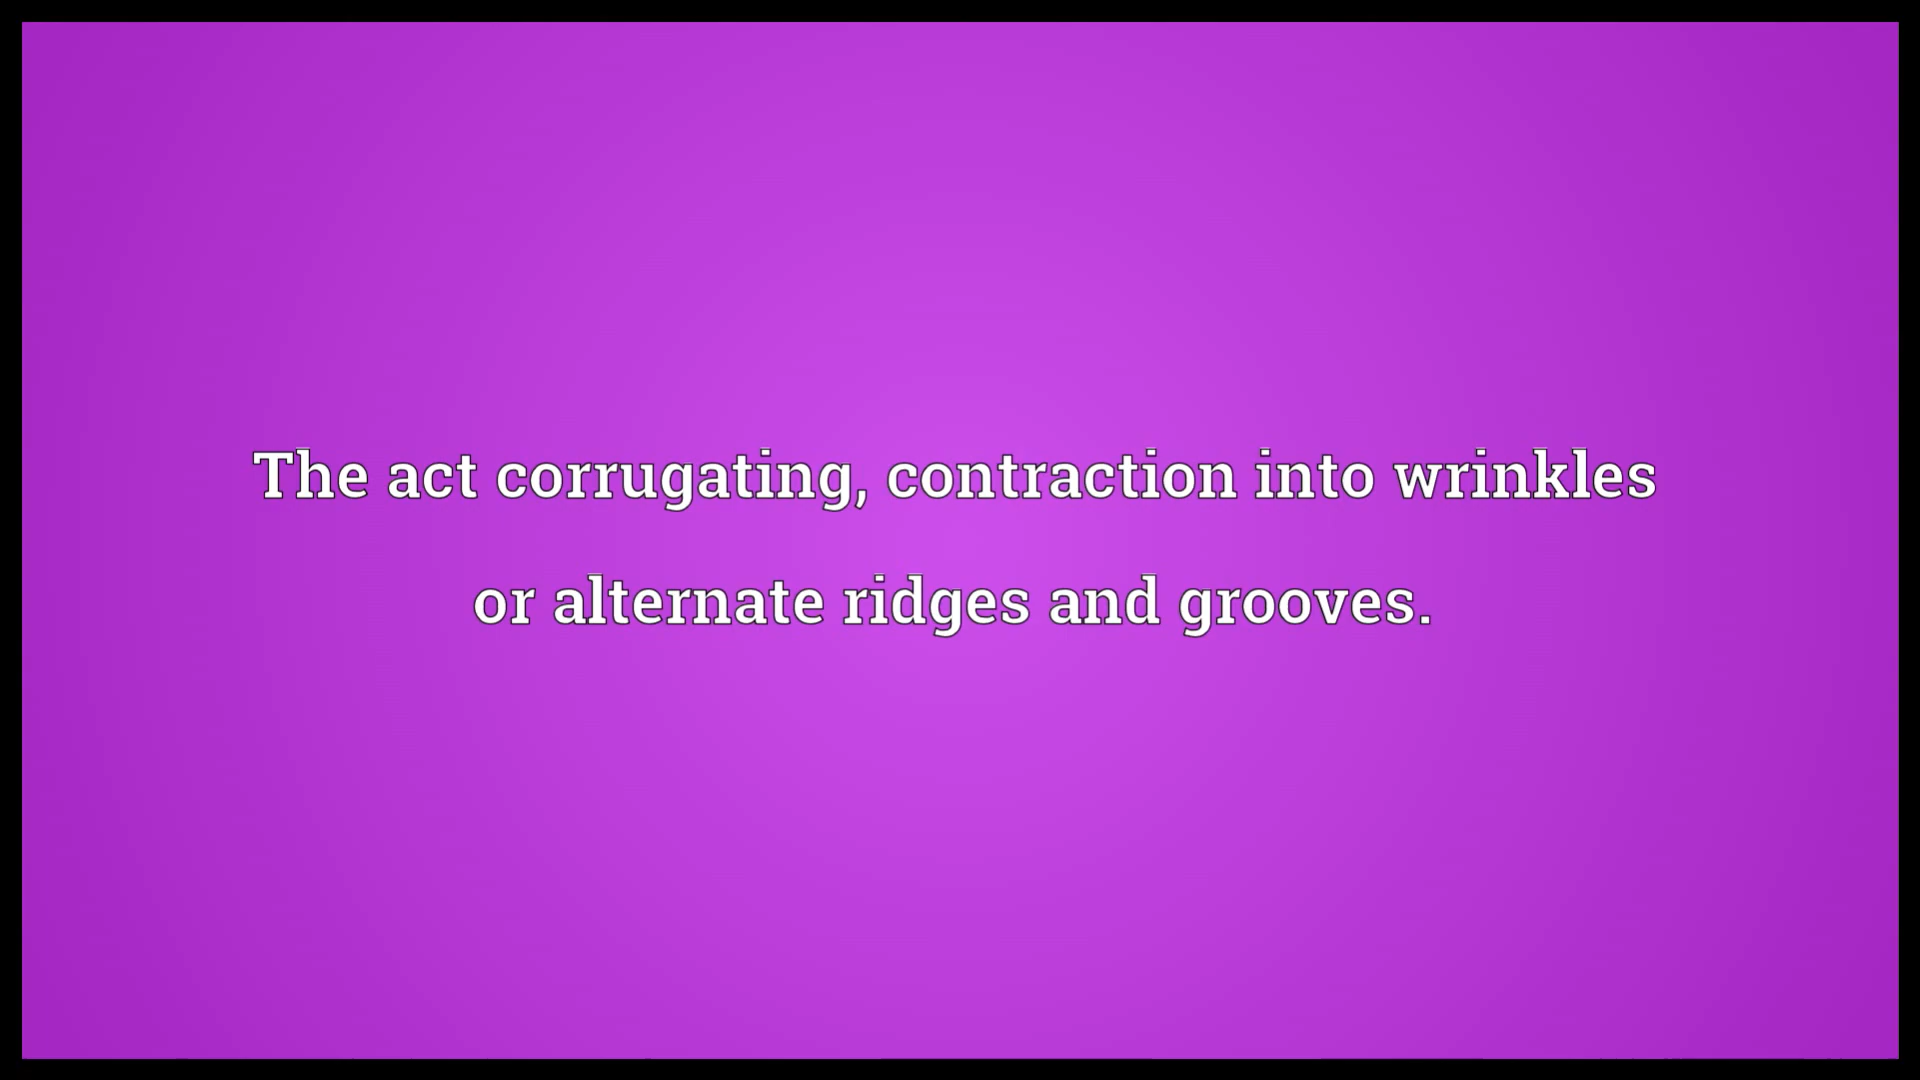 The act corrugating, contraction into wrinkles
or alternate ridges and grooves.